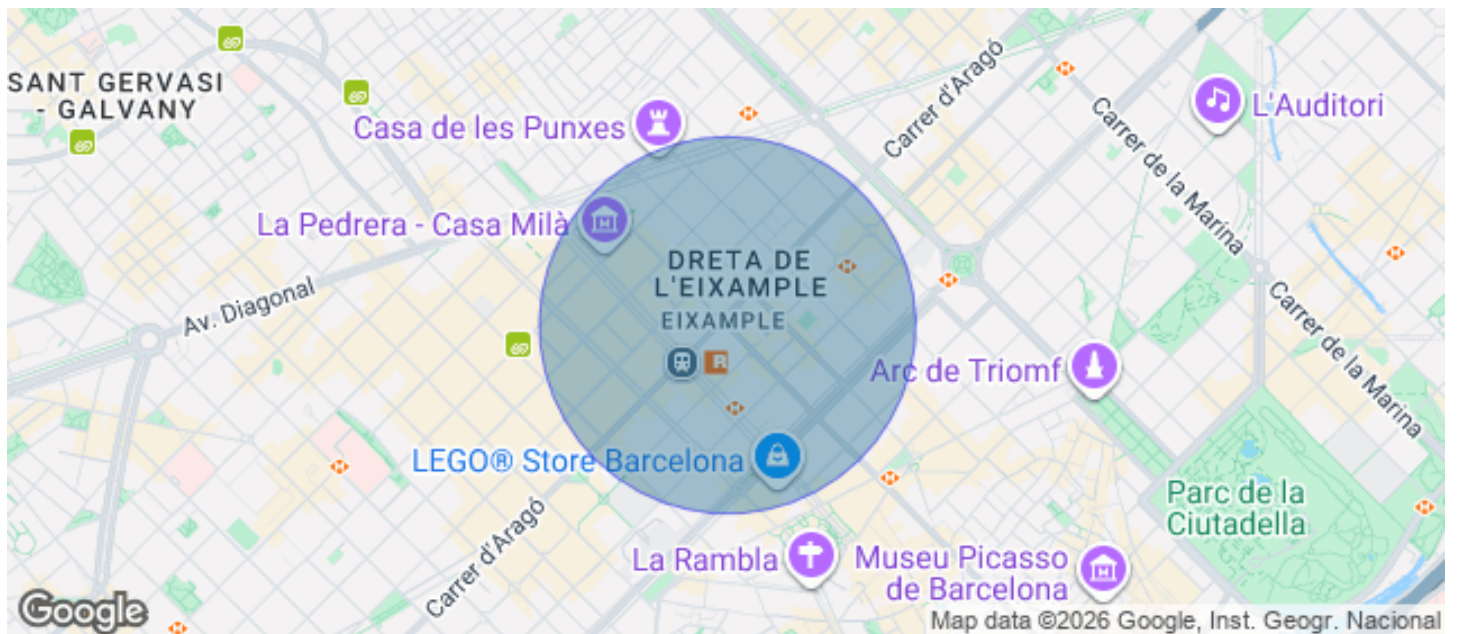 SANT GERVASI
- GALVANY
Casa de les Punxes
Carrer d'Aragó
L'Auditori
Carrer de la Marina
La Pedrera - Casa Milà
DRETA DE
L'EIXAMPLE
EIXAMPLE
Av. Diagonal
Carrer de la Marina
R
Arc de Triomf
LEGO® Store Barcelona
Parc de la
Ciutadella
Carrer d'Aragó
La Rambla
Museu Picasso
de Barcelona
Google
Map data ©2026 Google, Inst. Geogr. Nacional